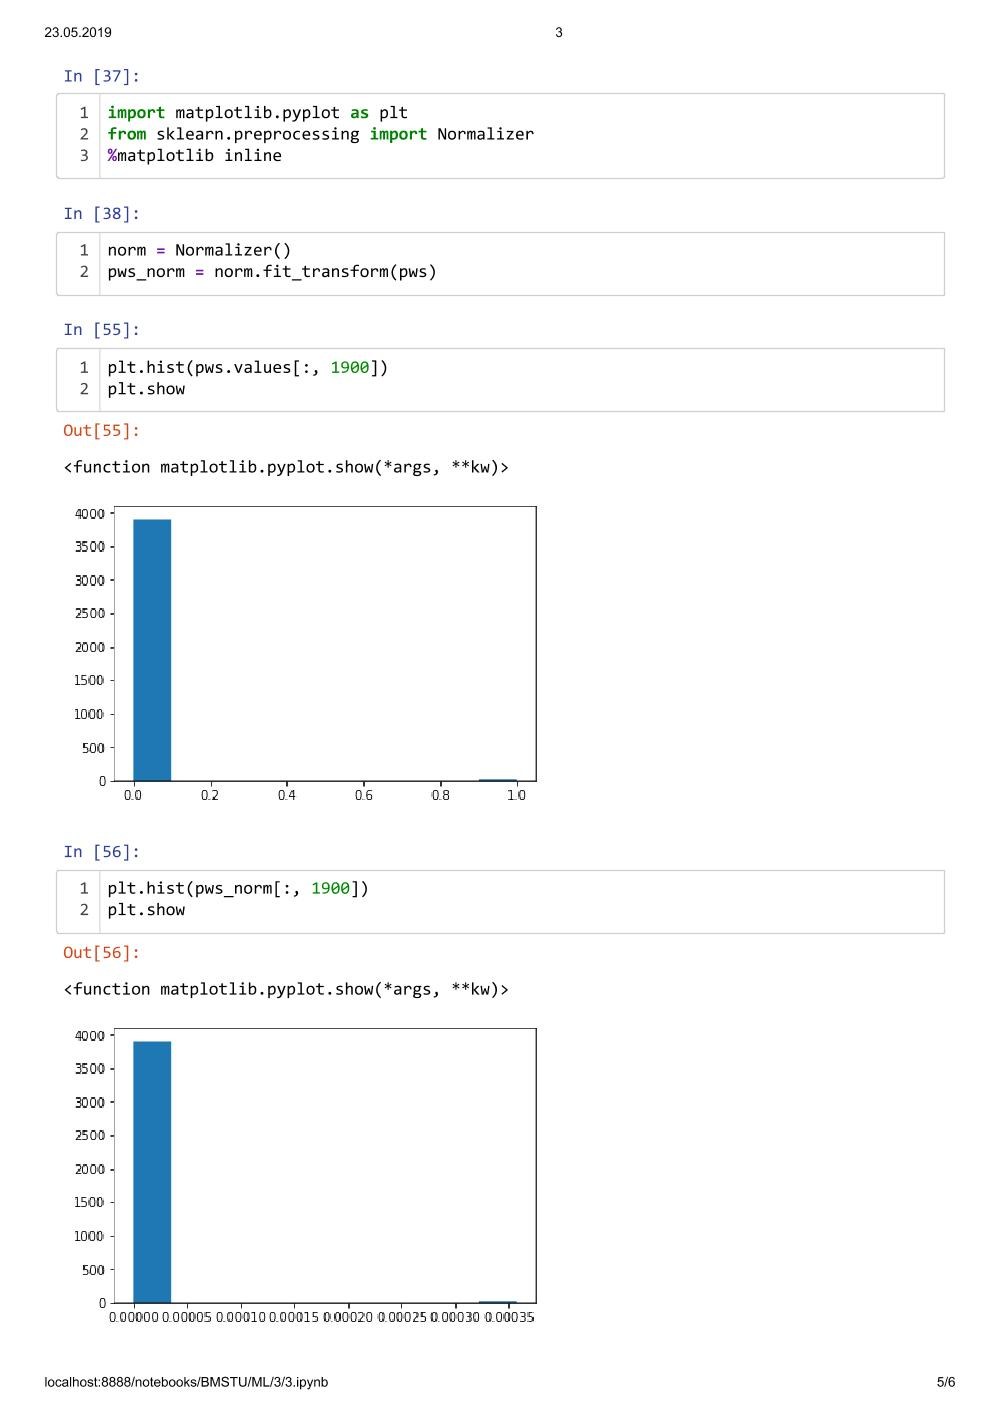 23.05.2019 3
In [37]:
1 import matplotlib.pyplot as plt
2 from sklearn.preprocessing import Normalizer
3 %matplotlib inline
In [38]:
1 norm = Normalizer()
2 pws_norm = norm.fit_transform(pws)
In [55]:
1 plt.hist(pws.values[:, 1900])
2 plt.show
Out[55]:
<function matplotlib.pyplot.show(*args, **kw)>
4000
3500
3000
2500
2000
1500
1000
500
0
0.0 0.2 0.4 0.6 0.8 1.0
In [56]:
1 plt.hist(pws_norm[:, 1900])
2 plt.show
Out[56]:
<function matplotlib.pyplot.show(*args, **kw)>
4000
3500
3000
2500
2000
1500
1000
500
0
0.00000 0.00005 0.00010 0.00015 0.00020 0.00025 0.00030 0.00035
localhost:8888/notebooks/BMSTU/ML/3/3.ipynb 5/6